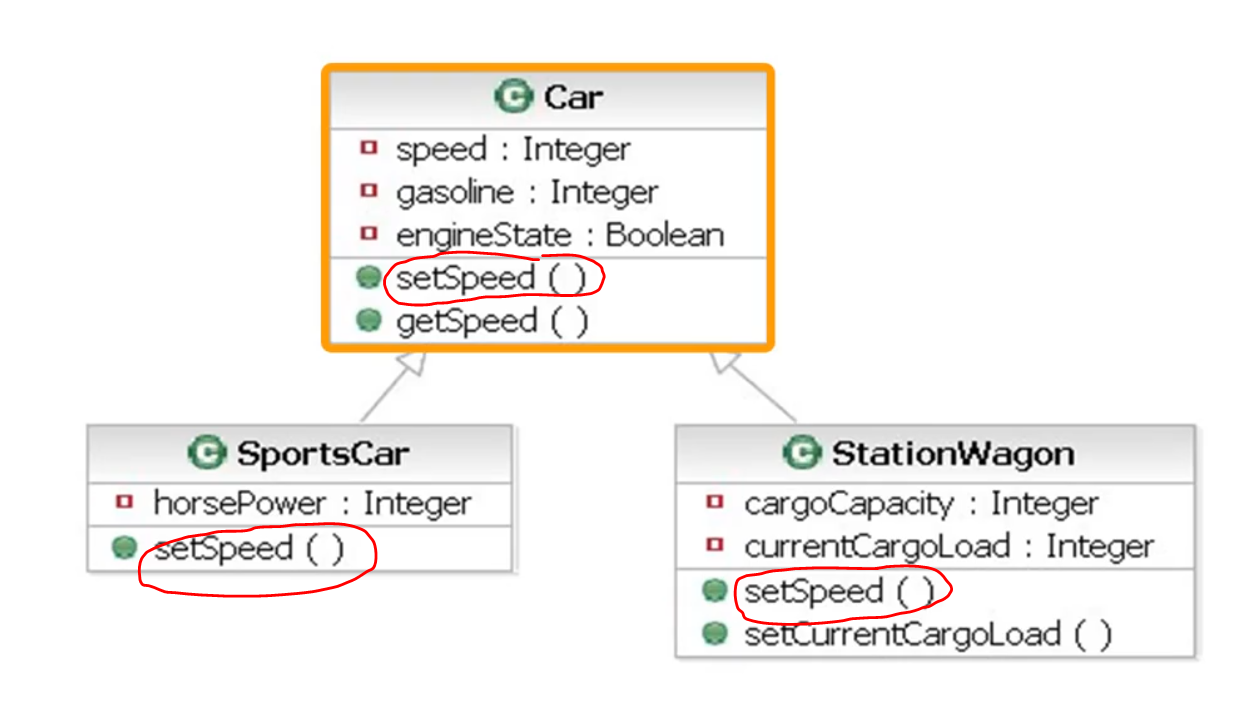 Car
speed : Integer
gasoline : Integer
engineState : Boolean
setSpeed ( )
getSpeed ( )
SportsCar
horsePower : Integer
setSpeed ( )
StationWagon
cargoCapacity : Integer
currentCargoLoad : Integer
setSpeed ( )
setCurrentCargoLoad ( )